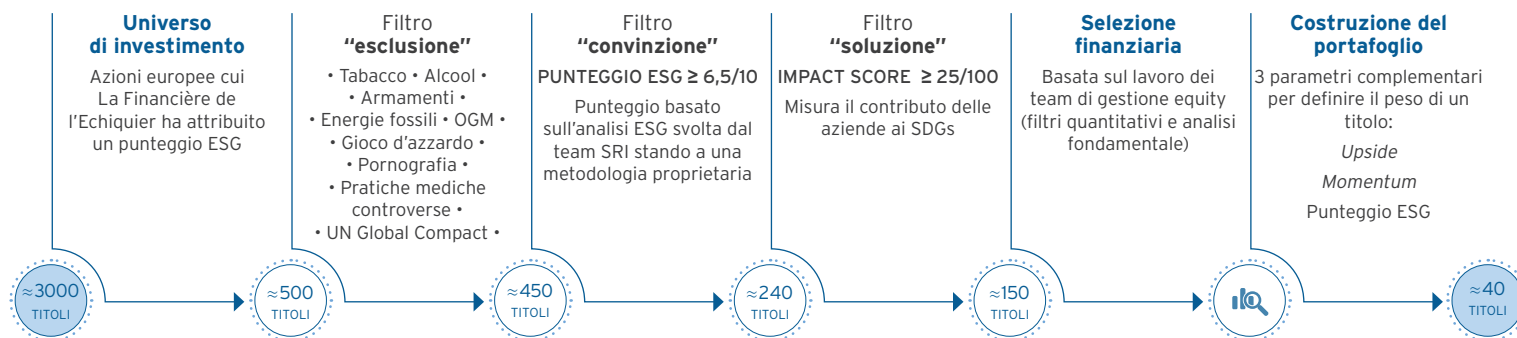 Universo
di investimento
Azioni europee cui
La Financière de
l'Echiquier ha attribuito
un punteggio ESG
Filtro
“esclusione”
• Tabacco • Alcool •
• Armamenti •
• Energie fossili • OGM •
• Gioco d'azzardo •
• Pornografia •
• Pratiche mediche
controverse •
• UN Global Compact •
Filtro
“convinzione”
PUNTEGGIO ESG ≥ 6,5/10
Punteggio basato
sull'analisi ESG svolta dal
team SRI stando a una
metodologia proprietaria
Filtro
“soluzione”
IMPACT SCORE ≥ 25/100
Misura il contributo delle
aziende ai SDGs
Selezione
finanziaria
Basata sul lavoro dei
team di gestione equity
(filtri quantitativi e analisi
fondamentale)
Costruzione del
portafoglio
3 parametri complementari
per definire il peso di un
titolo:
Upside
Momentum
Punteggio ESG
≈3000
TITOLI
≈500
TITOLI
≈450
TITOLI
≈240
TITOLI
≈150
TITOLI
≈40
TITOLI